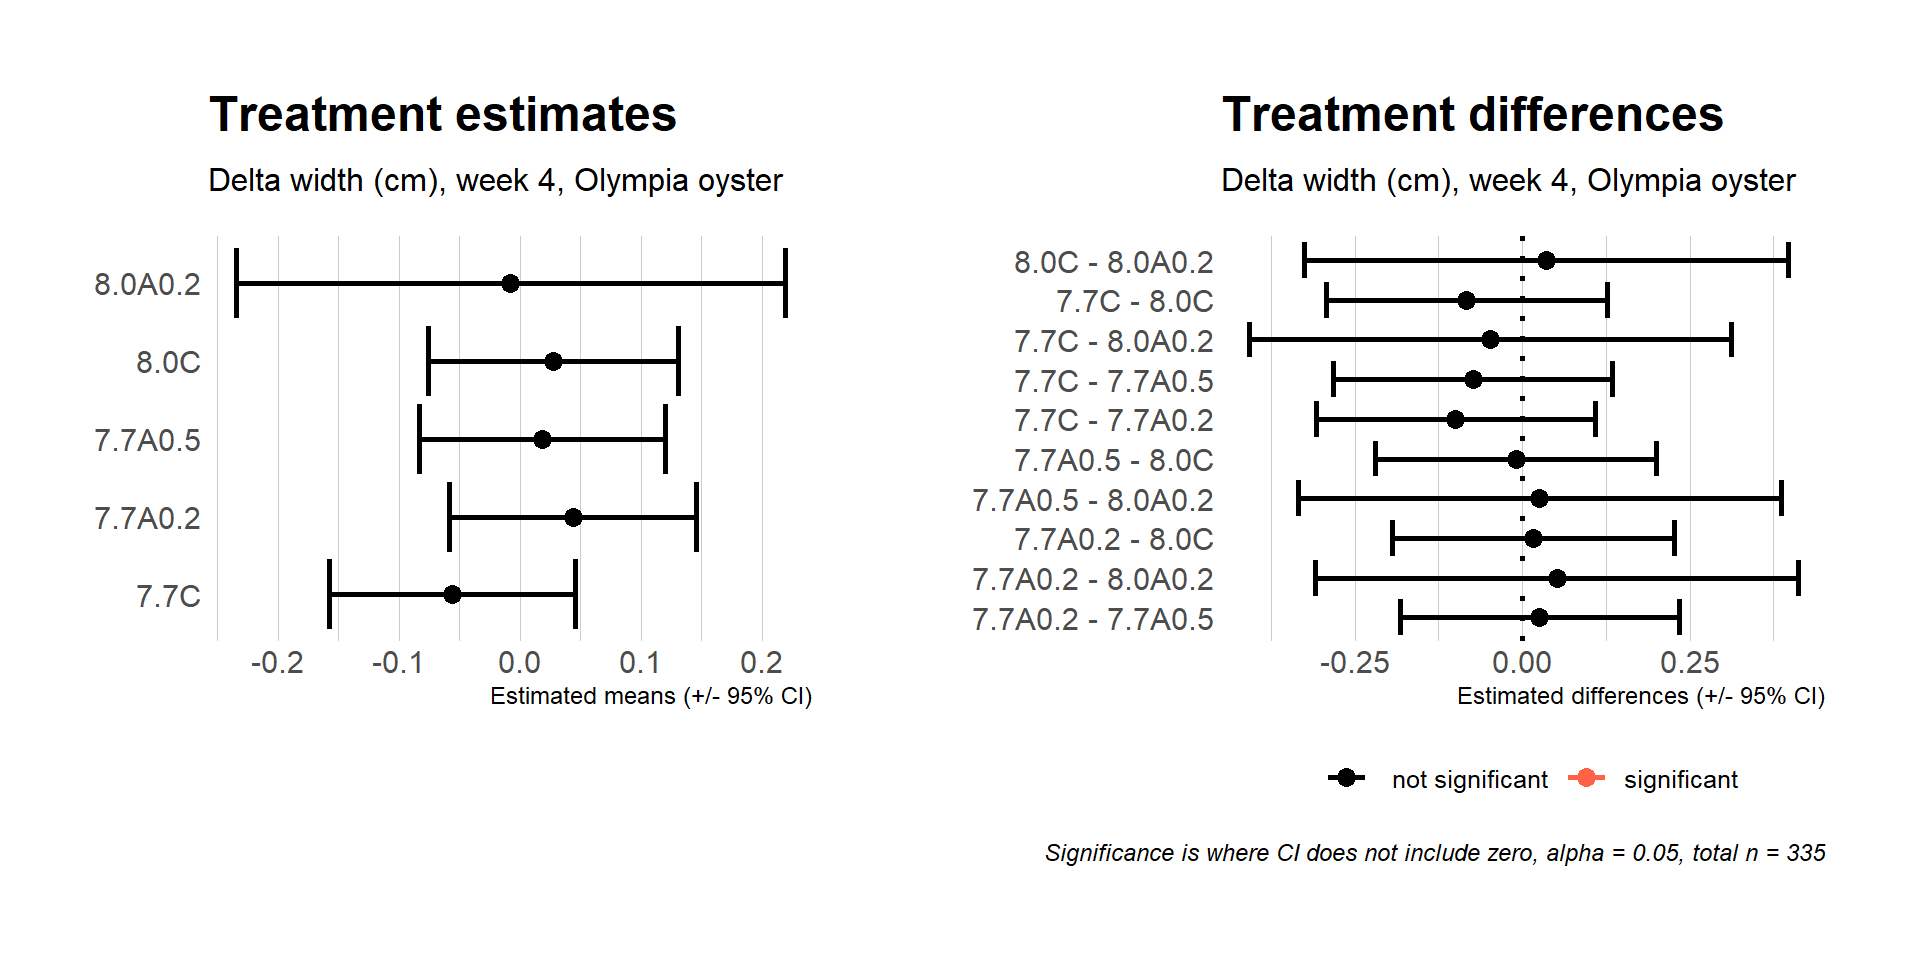 Treatment estimates
Delta width (cm), week 4, Olympia oyster
8.0A0.2
8.0C
7.7A0.5
7.7A0.2
7.7C
-0.2 -0.1 0.0 0.1 0.2
Estimated means (+/- 95% CI)
Treatment differences
Delta width (cm), week 4, Olympia oyster
8.0C - 8.0A0.2
7.7C - 8.0C
7.7C - 8.0A0.2
7.7C - 7.7A0.5
7.7C - 7.7A0.2
7.7A0.5 - 8.0C
7.7A0.5 - 8.0A0.2
7.7A0.2 - 8.0C
7.7A0.2 - 8.0A0.2
7.7A0.2 - 7.7A0.5
-0.25 0.00 0.25
Estimated differences (+/- 95% CI)
not significant significant
Significance is where CI does not include zero, alpha = 0.05, total n = 335